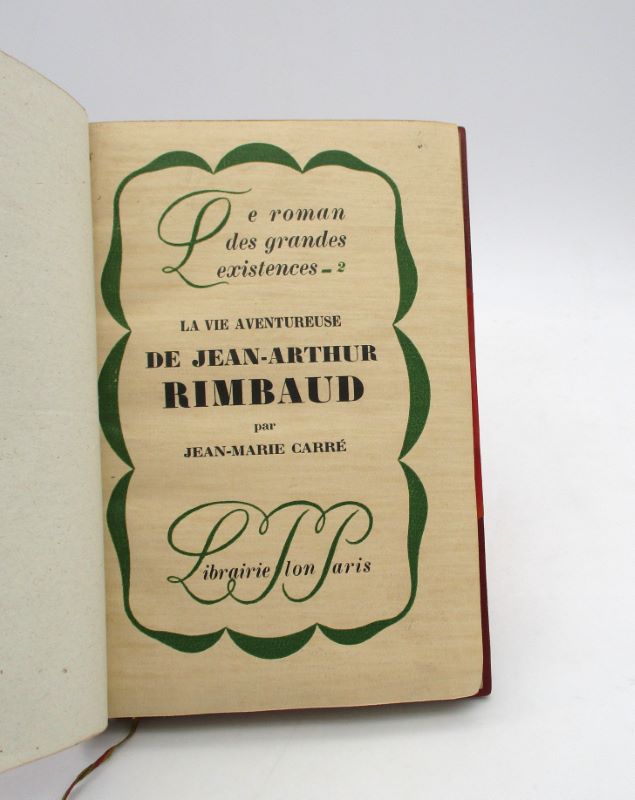 Le roman
des grandes
existences - 2
LA VIE AVENTUREUSE
DE JEAN-ARTHUR
RIMBAUD
par
JEAN-MARIE CARRÉ
Librairie Plon Paris